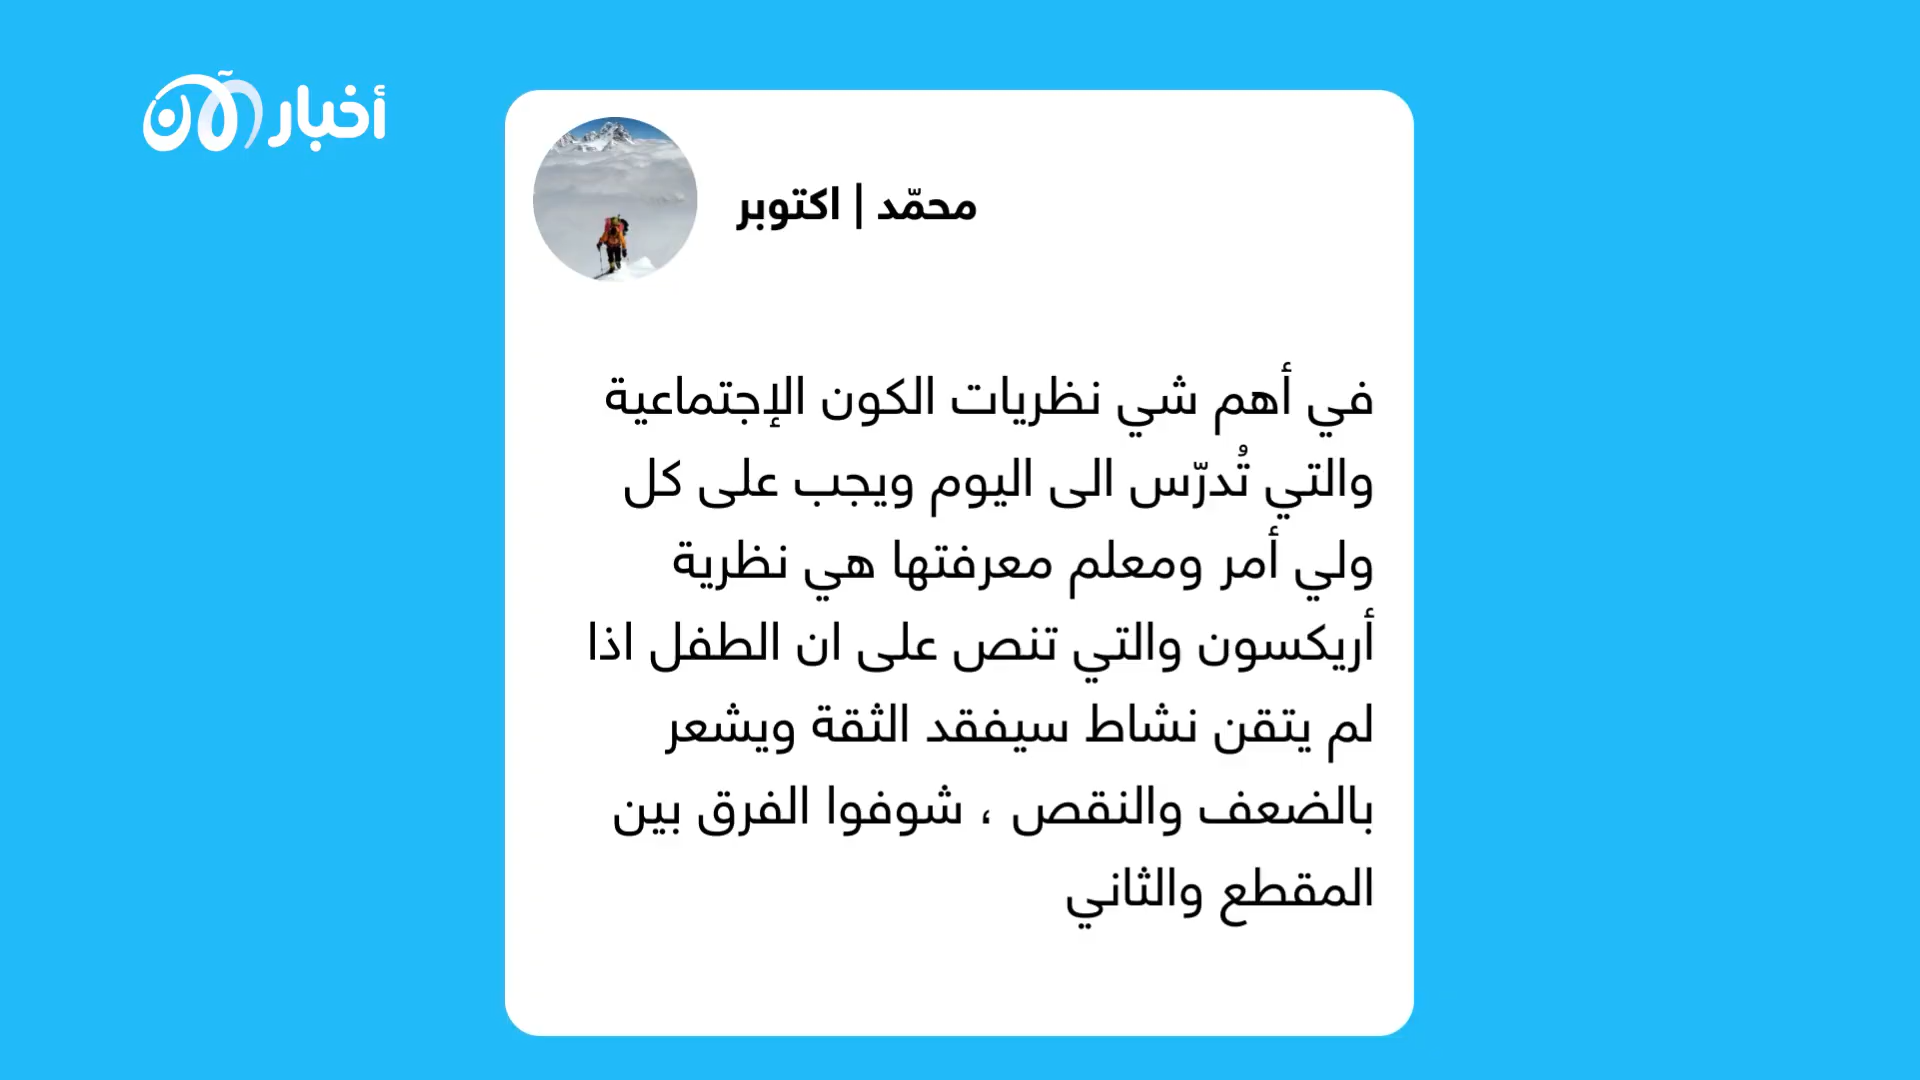 أخبار الآن
محمّد | اكتوبر
في أهم شي نظريات الكون الإجتماعية
والتي تُدرّس الى اليوم ويجب على كل
ولي أمر ومعلم معرفتها هي نظرية
أريكسون والتي تنص على ان الطفل اذا
لم يتقن نشاط سيفقد الثقة ويشعر
بالضعف والنقص ، شوفوا الفرق بين
المقطع والثاني